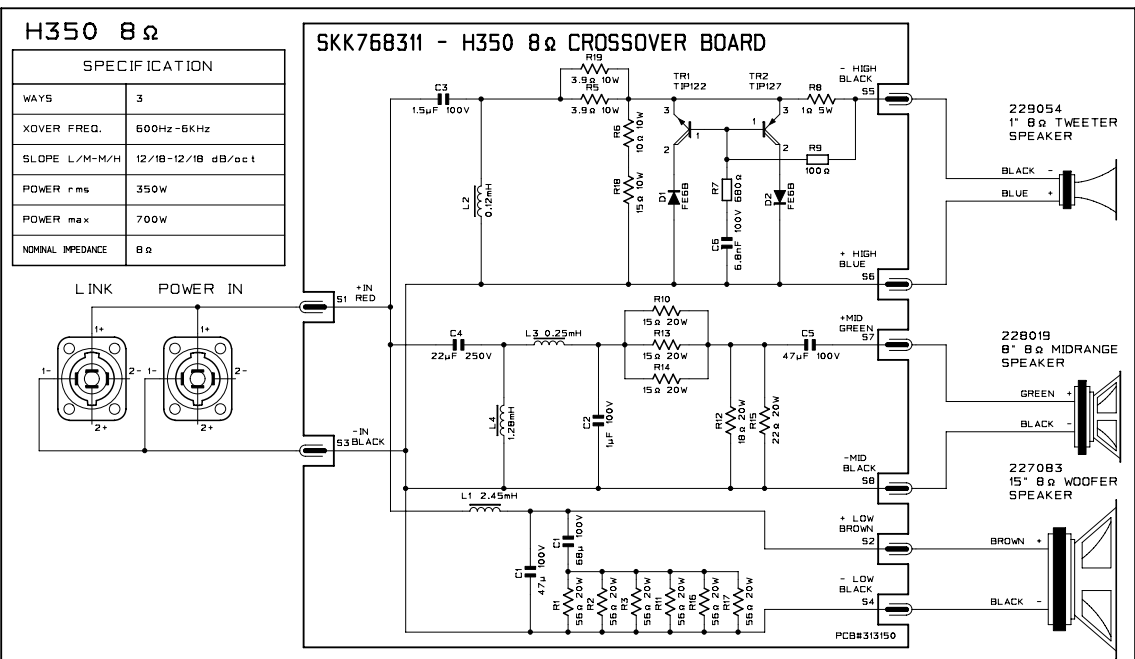 H350 8Ω
SPECIFICATION
WAYS 3
XOVER FREQ. 600Hz-6KHz
SLOPE L/M-M/H 12/18-12/18 dB/oct
POWER rms 350W
POWER max 700W
NOMINAL IMPEDANCE 8Ω
LINK
POWER IN
1+
1-
2-
2+
1+
1-
2-
2+
SKK768311 - H350 8Ω CROSSOVER BOARD
S1
+IN
RED
-IN
S3 BLACK
C3
1.5µF 100V
L2
0.12mH
R19
3.9Ω 10W
R5
3.9Ω 10W
R6
10Ω 10W
R18
15Ω 10W
TR1
TIP122
3
1
2
D1
FE6B
TR2
TIP127
1
3
2
D2
FE6B
R7
680Ω
C6
6.8nF 100V
R8
1Ω 5W
R9
100Ω
- HIGH
BLACK
S5
+ HIGH
BLUE
S6
C4
22µF 250V
L3 0.25mH
L4
1.28mH
C2
1µF 100V
R10
15Ω 20W
R13
15Ω 20W
R14
15Ω 20W
C5
47µF 100V
R12
18Ω 20W
R15
22Ω 20W
+MID
GREEN
S7
-MID
BLACK
S8
L1 2.45mH
C1
47µ 100V
C1
68µ 100V
R1
56Ω 20W
R2
56Ω 20W
R3
56Ω 20W
R11
56Ω 20W
R16
56Ω 20W
R17
56Ω 20W
+ LOW
BROWN
S2
- LOW
BLACK
S4
PCB#313150
229054
1" 8Ω TWEETER
SPEAKER
BLACK -
BLUE +
228019
8" 8Ω MIDRANGE
SPEAKER
GREEN +
BLACK -
227083
15" 8Ω WOOFER
SPEAKER
BROWN +
BLACK -